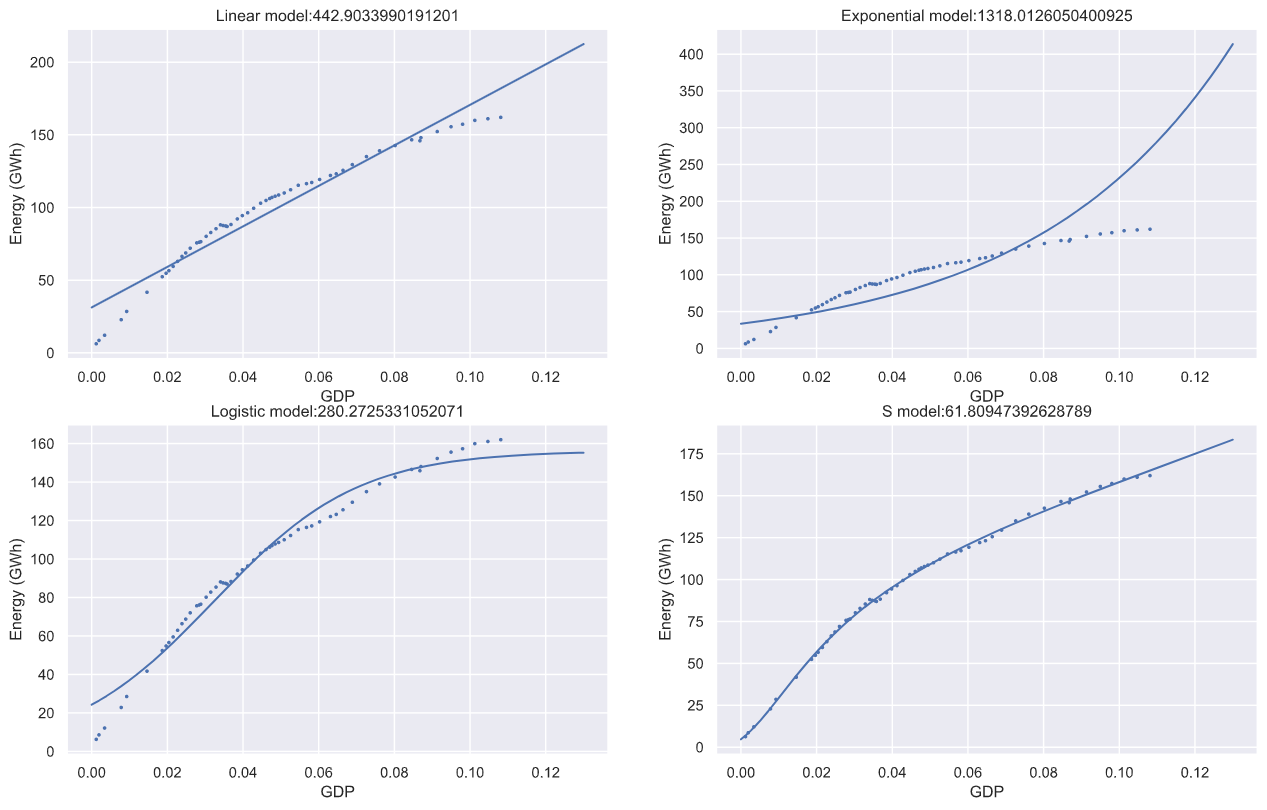 Linear model:442.9033990191201
Exponential model:1318.0126050400925
Energy (GWh)
200
150
100
50
0
0.00 0.02 0.04 0.06 0.08 0.10 0.12
GDP
Energy (GWh)
400
350
300
250
200
150
100
50
0
0.00 0.02 0.04 0.06 0.08 0.10 0.12
GDP
Logistic model:280.2725331052071
S model:61.80947392628789
Energy (GWh)
160
140
120
100
80
60
40
20
0
0.00 0.02 0.04 0.06 0.08 0.10 0.12
GDP
Energy (GWh)
175
150
125
100
75
50
25
0
0.00 0.02 0.04 0.06 0.08 0.10 0.12
GDP